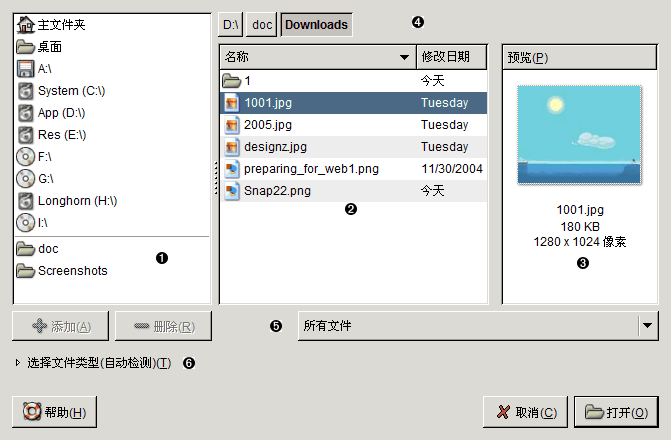 D:\ doc Downloads ❹
主文件夹
桌面
A:\
System (C:\)
App (D:\)
Res (E:\)
F:\
G:\
Longhorn (H:\)
I:\
doc
Screenshots
❶
名称 修改日期
1 今天
1001.jpg Tuesday
2005.jpg Tuesday
designz.jpg Tuesday
preparing_for_web1.png 11/30/2004
Snap22.png 今天
❷
预览(P)
1001.jpg
180 KB
1280 x 1024 像素
❸
添加(A) 删除(R) ❺ 所有文件
选择文件类型(自动检测)(T) ❻
帮助(H) 取消(C) 打开(O)